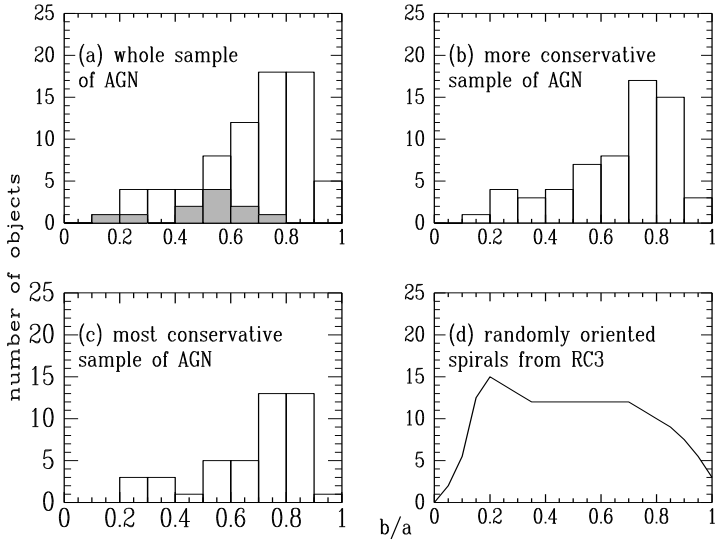 25
20
15
10
5
0
(a) whole sample
of AGN
0 0.2 0.4 0.6 0.8 1
25
20
15
10
5
0
(b) more conservative
sample of AGN
0 0.2 0.4 0.6 0.8 1
number of objects
25
20
15
10
5
0
(c) most conservative
sample of AGN
0 0.2 0.4 0.6 0.8 1
25
20
15
10
5
0
(d) randomly oriented
spirals from RC3
0 0.2 0.4 0.6 0.8 1
b/a